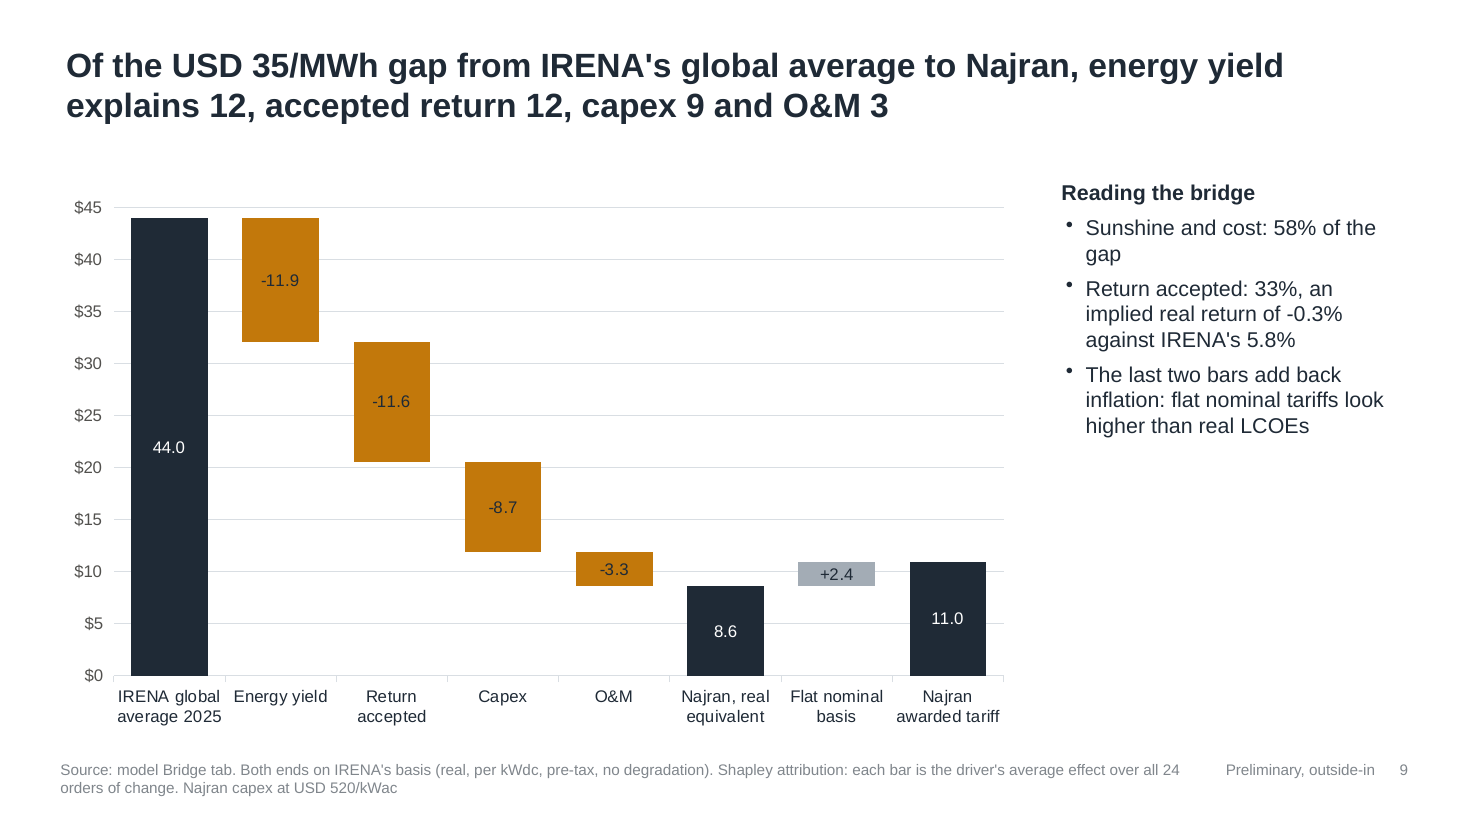 Of the USD 35/MWh gap from IRENA's global average to Najran, energy yield
explains 12, accepted return 12, capex 9 and O&M 3
$45
$40
$35
$30
$25
$20
$15
$10
$5
$0
44.0
-11.9
-11.6
-8.7
-3.3
8.6
+2.4
11.0
IRENA global
average 2025
Energy yield
Return
accepted
Capex
O&M
Najran, real
equivalent
Flat nominal
basis
Najran
awarded tariff
Reading the bridge
• Sunshine and cost: 58% of the
gap
• Return accepted: 33%, an
implied real return of -0.3%
against IRENA's 5.8%
• The last two bars add back
inflation: flat nominal tariffs look
higher than real LCOEs
Source: model Bridge tab. Both ends on IRENA's basis (real, per kWdc, pre-tax, no degradation). Shapley attribution: each bar is the driver's average effect over all 24
orders of change. Najran capex at USD 520/kWac
Preliminary, outside-in
9